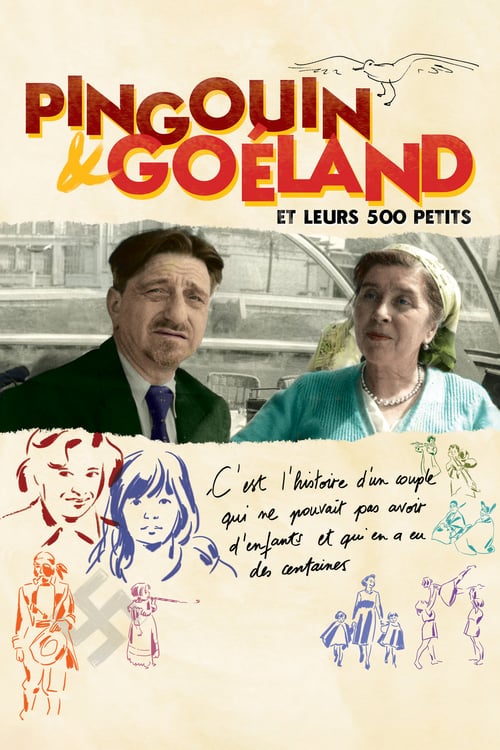 PINGOUIN
& GOÉLAND
ET LEURS 500 PETITS
C'est l'histoire d'un couple
qui ne pouvait pas avoir
d'enfants et qui en a eu
des centaines